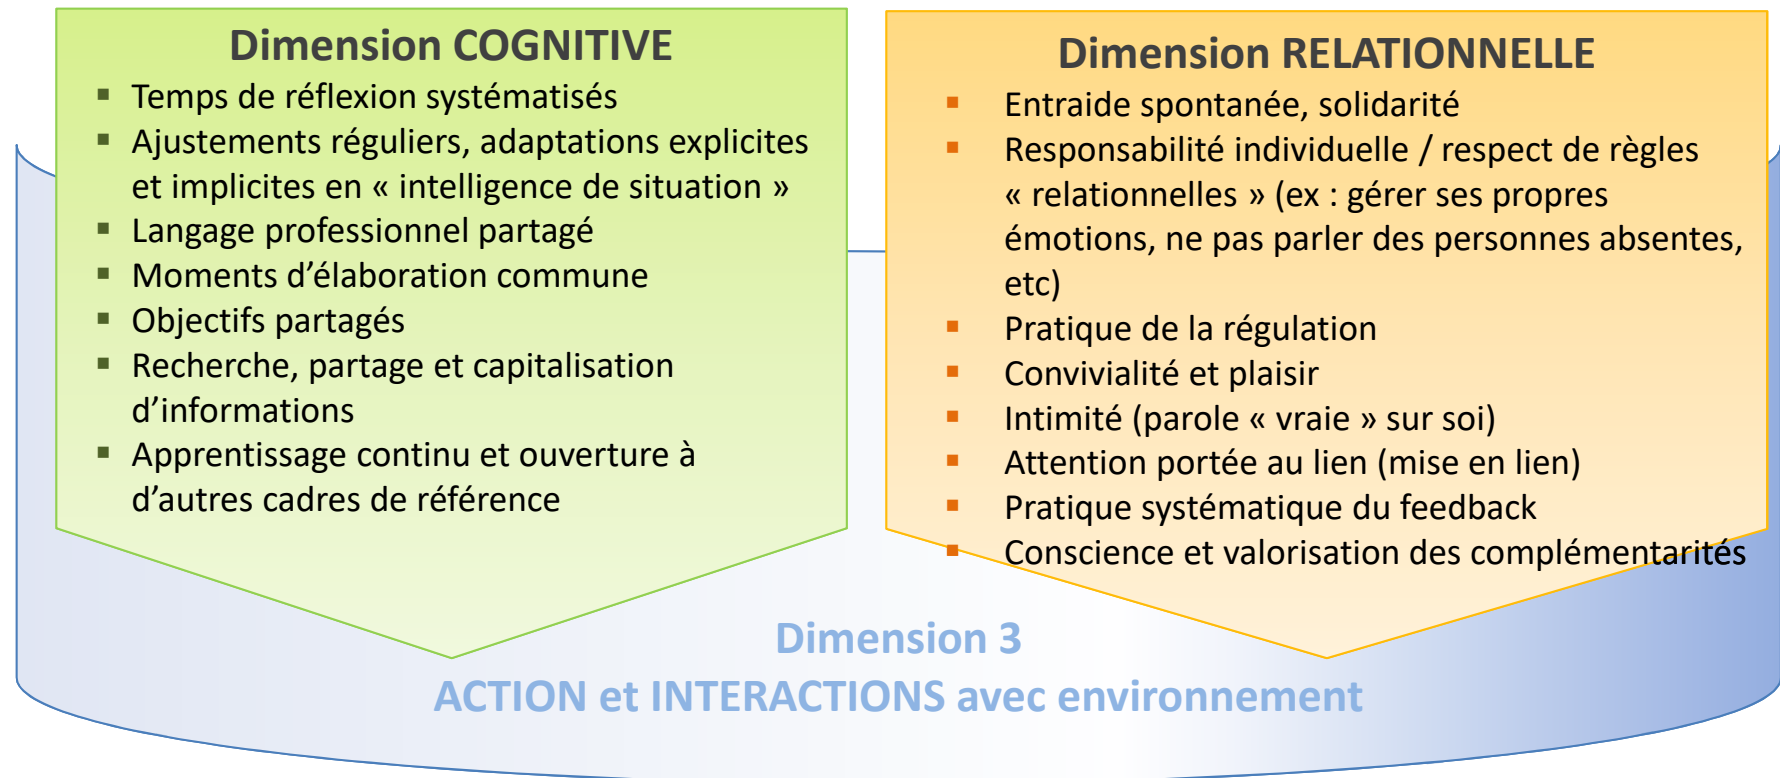 Dimension COGNITIVE
▪ Temps de réflexion systématisés
▪ Ajustements réguliers, adaptations explicites
et implicites en « intelligence de situation »
▪ Langage professionnel partagé
▪ Moments d’élaboration commune
▪ Objectifs partagés
▪ Recherche, partage et capitalisation
d’informations
▪ Apprentissage continu et ouverture à
d’autres cadres de référence
Dimension RELATIONNELLE
▪ Entraide spontanée, solidarité
▪ Responsabilité individuelle / respect de règles
« relationnelles » (ex : gérer ses propres
émotions, ne pas parler des personnes absentes,
etc)
▪ Pratique de la régulation
▪ Convivialité et plaisir
▪ Intimité (parole « vraie » sur soi)
▪ Attention portée au lien (mise en lien)
▪ Pratique systématique du feedback
▪ Conscience et valorisation des complémentarités
Dimension 3
ACTION et INTERACTIONS avec environnement